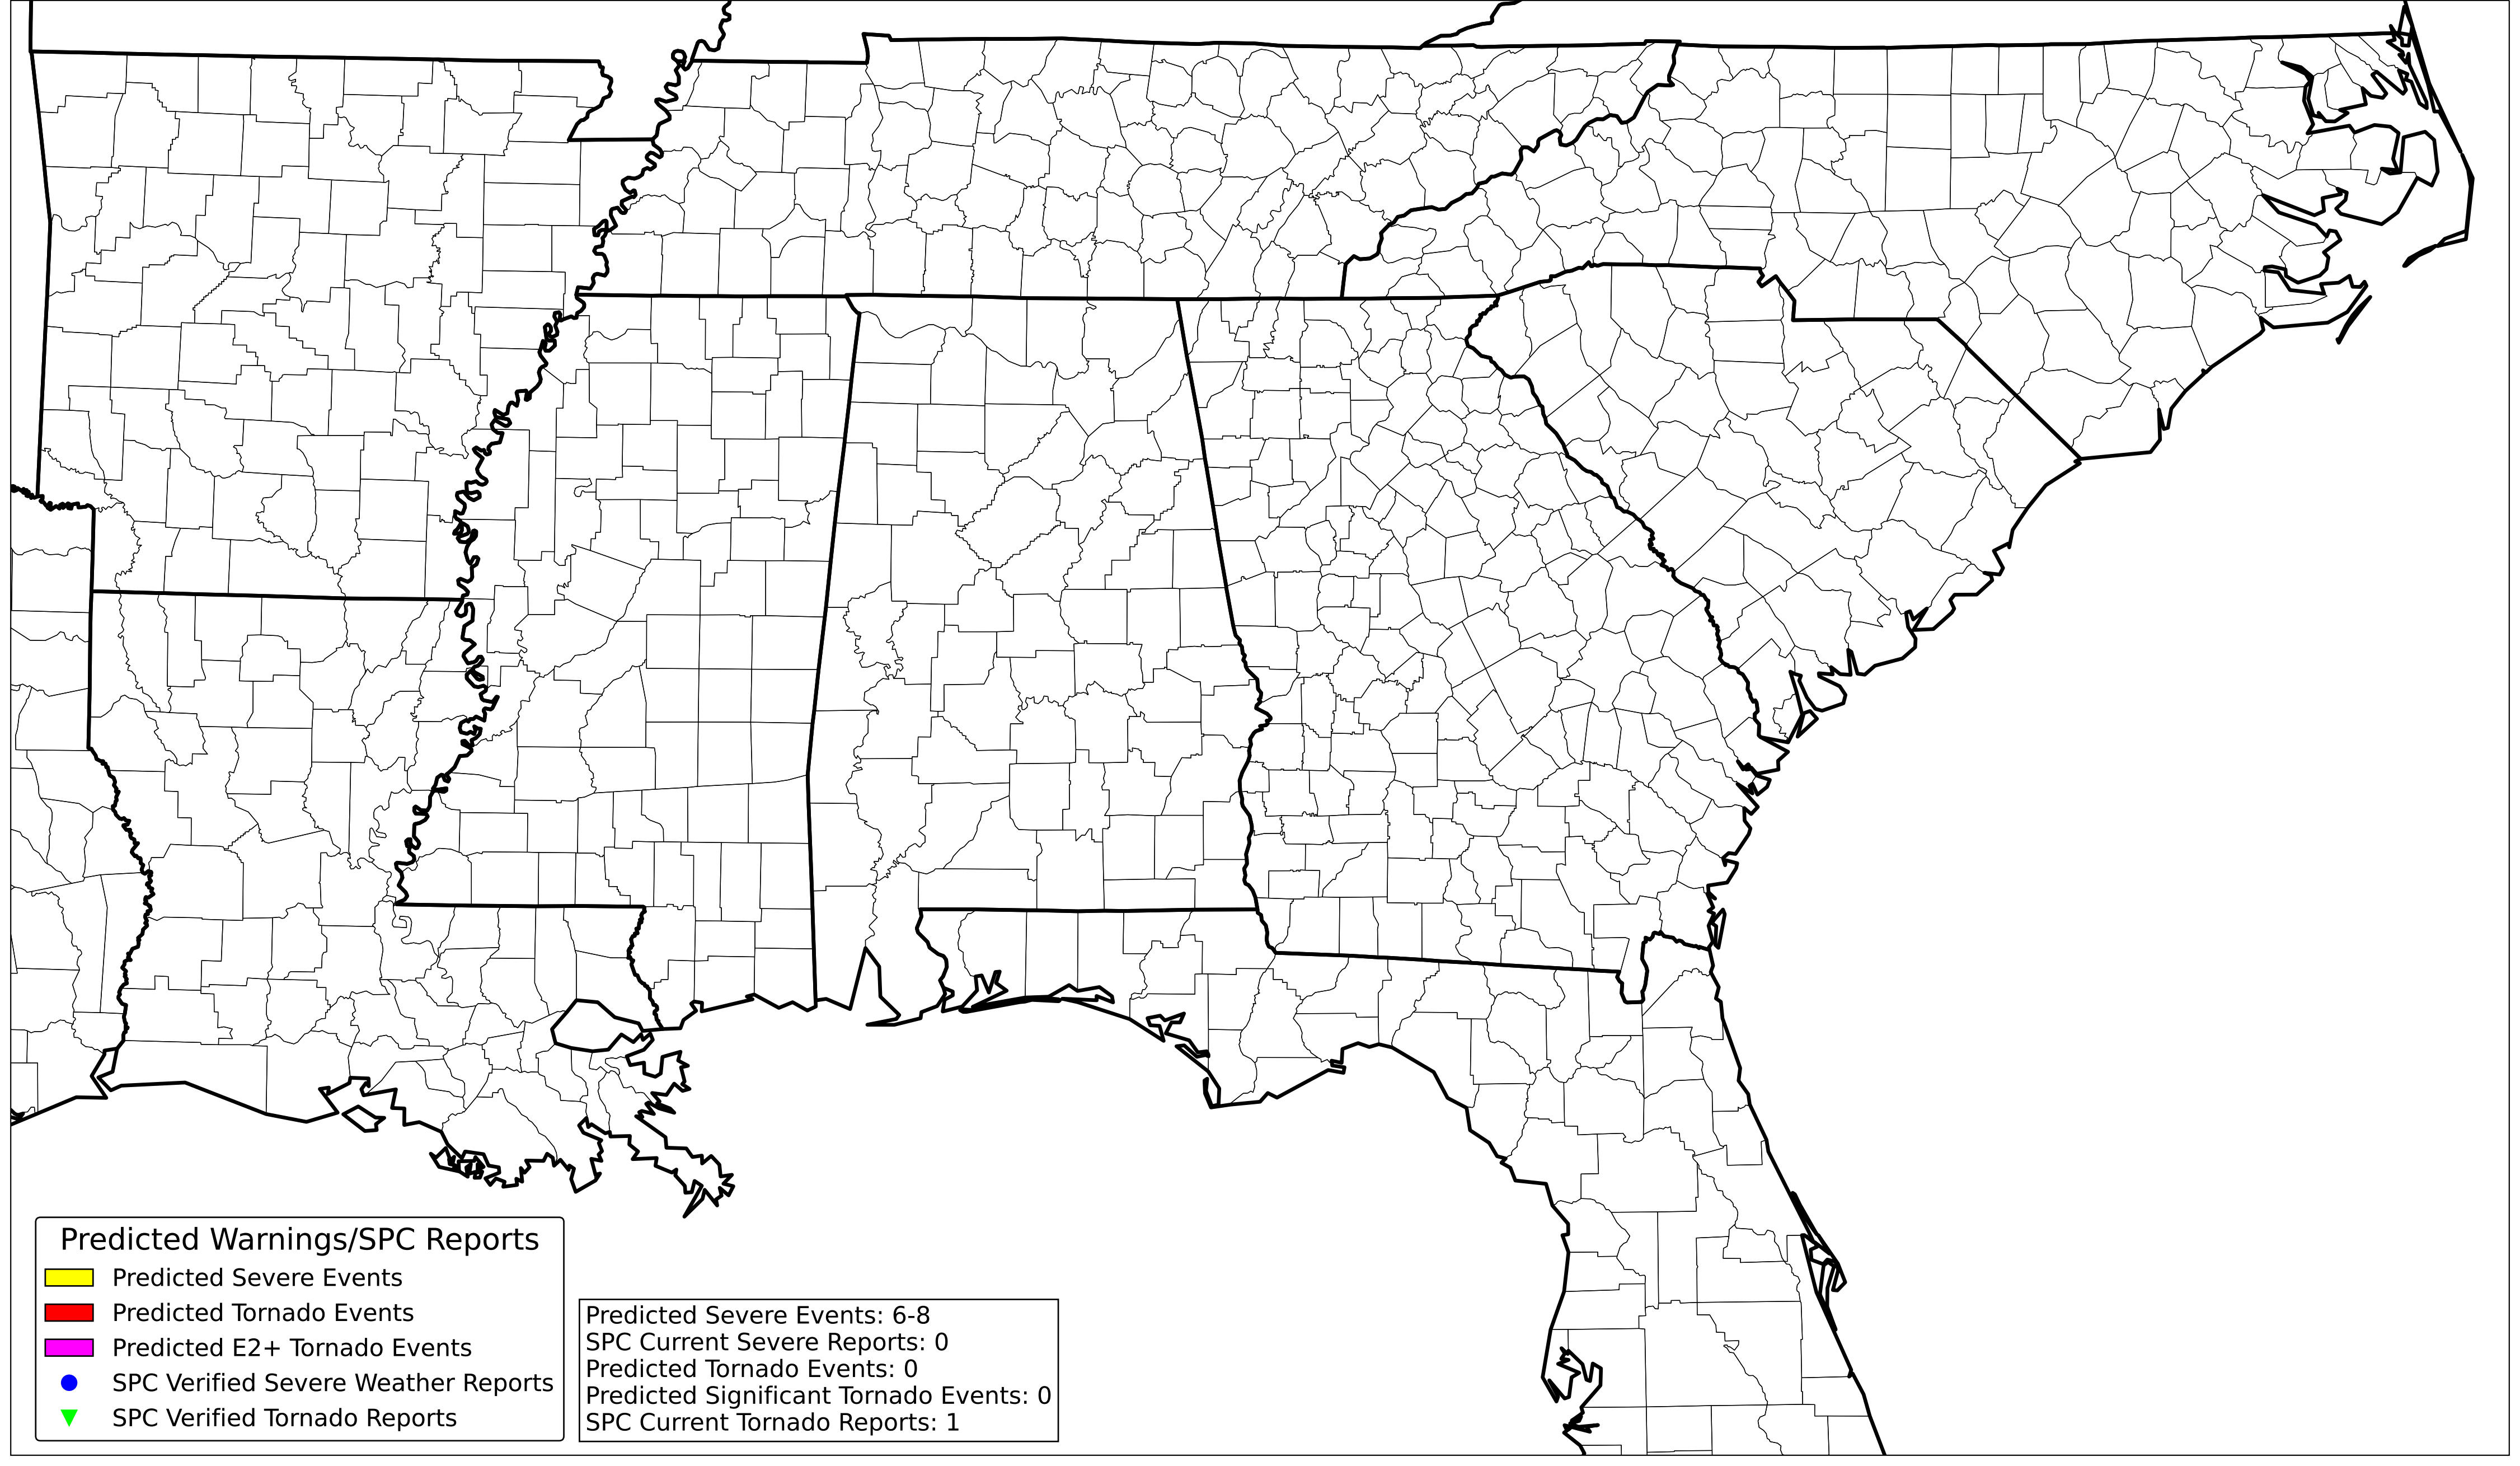 Predicted Warnings/SPC Reports
Predicted Severe Events
Predicted Tornado Events
Predicted E2+ Tornado Events
SPC Verified Severe Weather Reports
SPC Verified Tornado Reports
Predicted Severe Events: 6-8
SPC Current Severe Reports: 0
Predicted Tornado Events: 0
Predicted Significant Tornado Events: 0
SPC Current Tornado Reports: 1